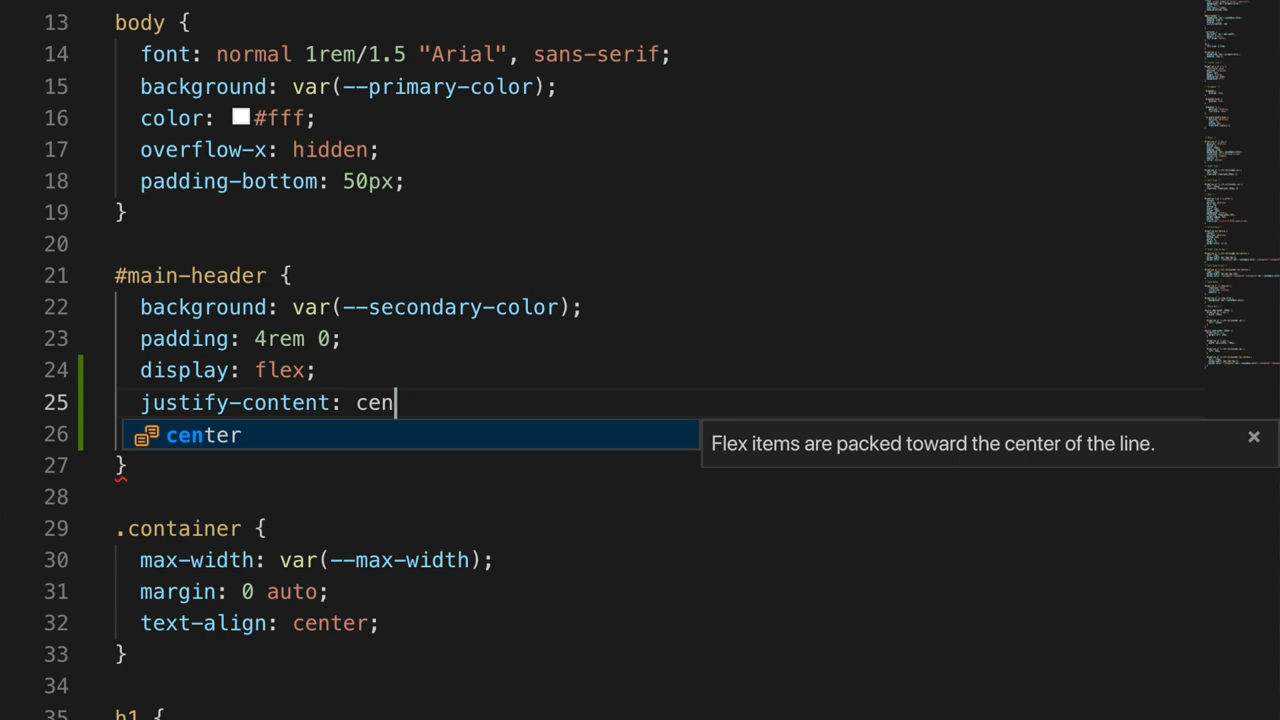 13 body {
14 font: normal 1rem/1.5 "Arial", sans-serif;
15 background: var(--primary-color);
16 color: #fff;
17 overflow-x: hidden;
18 padding-bottom: 50px;
19 }
20
21 #main-header {
22 background: var(--secondary-color);
23 padding: 4rem 0;
24 display: flex;
25 justify-content: cen
26 center Flex items are packed toward the center of the line.
27 }
28
29 .container {
30 max-width: var(--max-width);
31 margin: 0 auto;
32 text-align: center;
33 }
34
35 h1 {